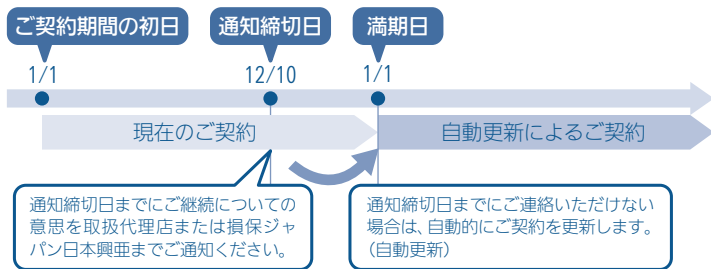 ご契約期間の初日
通知締切日
満期日
1/1
12/10
1/1
現在のご契約
自動更新によるご契約
通知締切日までにご継続についての
意思を取扱代理店または損保ジャ
パン日本興亜までご通知ください。
通知締切日までにご連絡いただけない
場合は、自動的にご契約を更新します。
（自動更新）